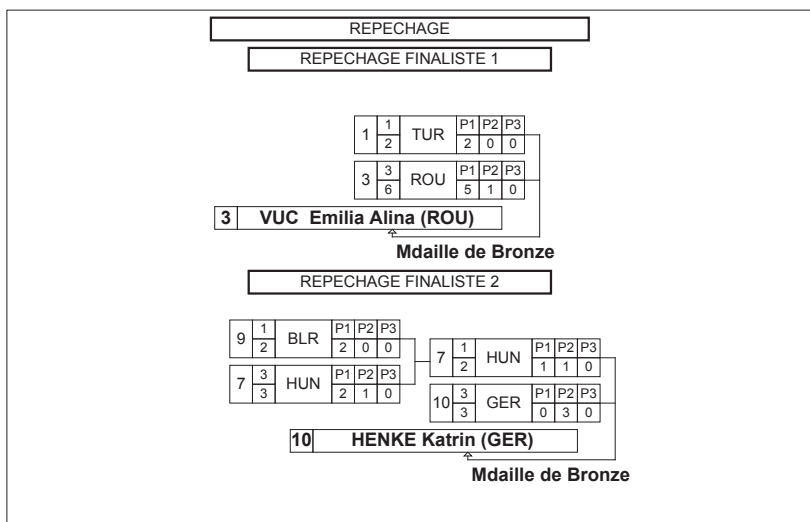 REPECHAGE
REPECHAGE FINALISTE 1
1 1 TUR P1 P2 P3
2 2 0 0
3 3 ROU P1 P2 P3
6 5 1 0
3 VUC Emilia Alina (ROU)
Mdaille de Bronze
REPECHAGE FINALISTE 2
9 1 BLR P1 P2 P3
2 2 0 0
7 1 HUN P1 P2 P3
2 1 1 0
7 3 HUN P1 P2 P3
3 2 1 0
10 3 GER P1 P2 P3
3 0 3 0
10 HENKE Katrin (GER)
Mdaille de Bronze